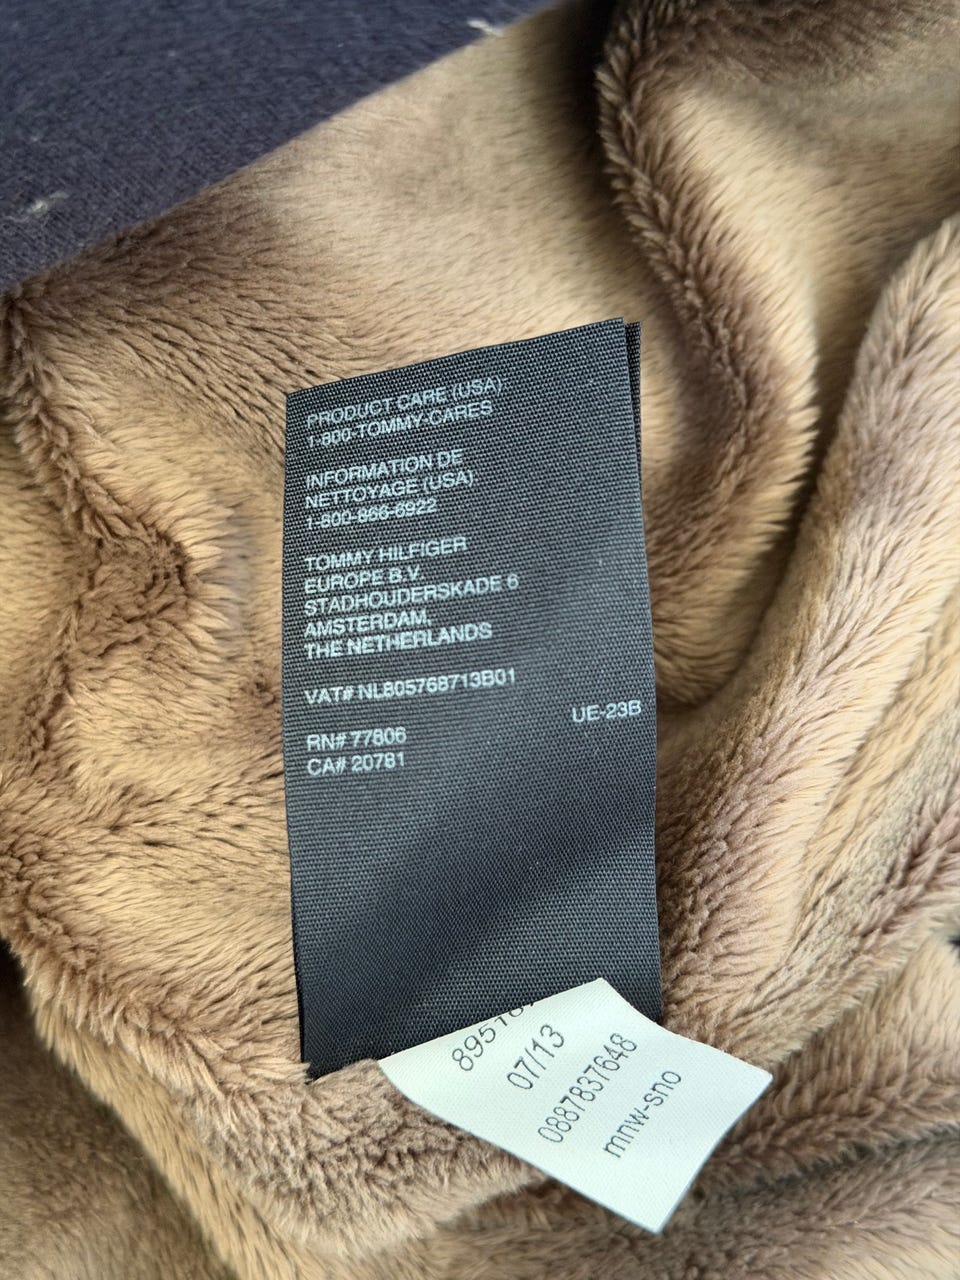 PRODUCT CARE (USA):
1-800-TOMMY-CARES
INFORMATION DE
NETTOYAGE (USA)
1-800-866-6922
TOMMY HILFIGER
EUROPE B.V.
STADHOUDERSKADE 6
AMSTERDAM,
THE NETHERLANDS
VAT# NL805768713B01
UE-23B
RN# 77806
CA# 20781
07/13
0887837648
mnw-sno